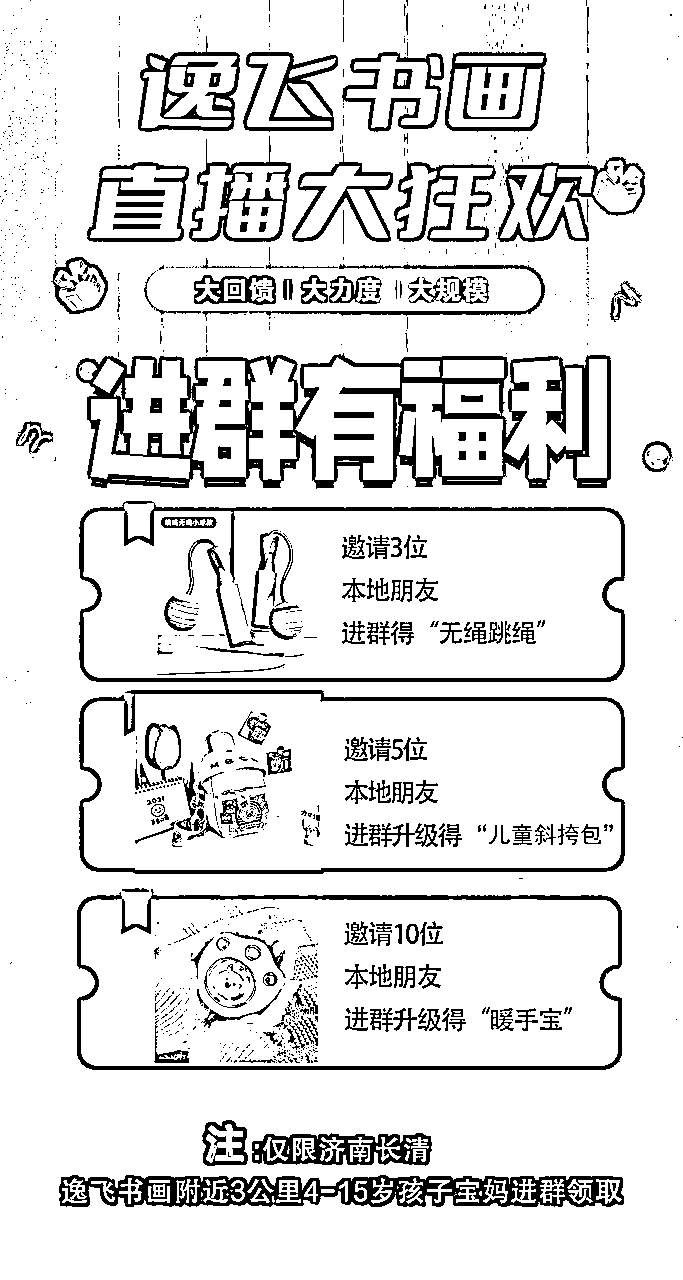 逸飞书画
直播大狂欢
大回馈 大力度 大规模
进群有福利
邀请3位
本地朋友
进群得“无绳跳绳”
邀请5位
本地朋友
进群升级得“儿童斜挎包”
2021
邀请10位
本地朋友
进群升级得“暖手宝”
注:仅限济南长清
逸飞书画附近3公里4-15岁孩子宝妈进群领取